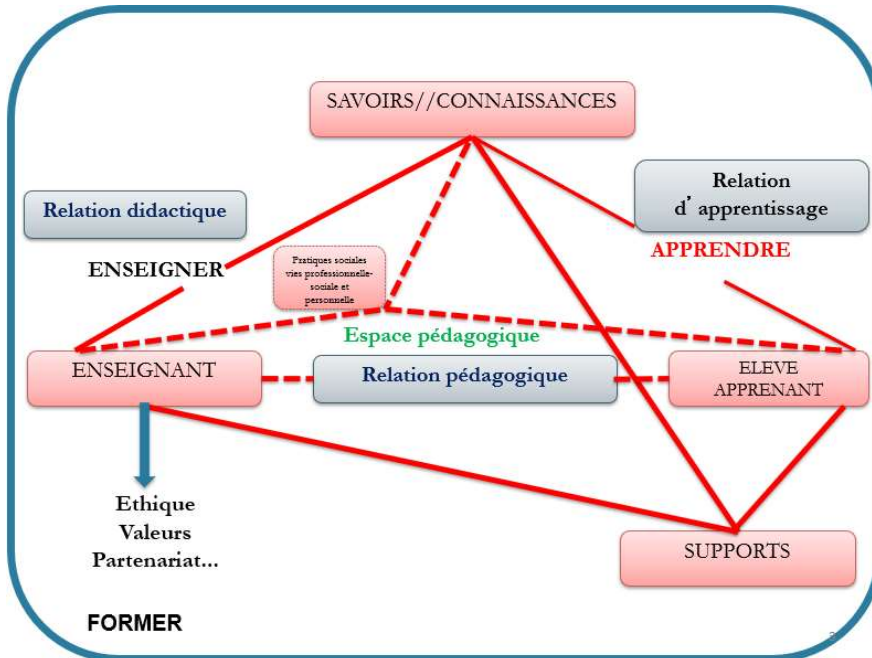 SAVOIRS//CONNAISSANCES
Relation didactique
Relation
d’ apprentissage
ENSEIGNER
APPRENDRE
Pratiques sociales
vies professionnelle-
sociale et
personnelle
Espace pédagogique
ENSEIGNANT
Relation pédagogique
ELEVE
APPRENANT
Ethique
Valeurs
Partenariat...
SUPPORTS
FORMER